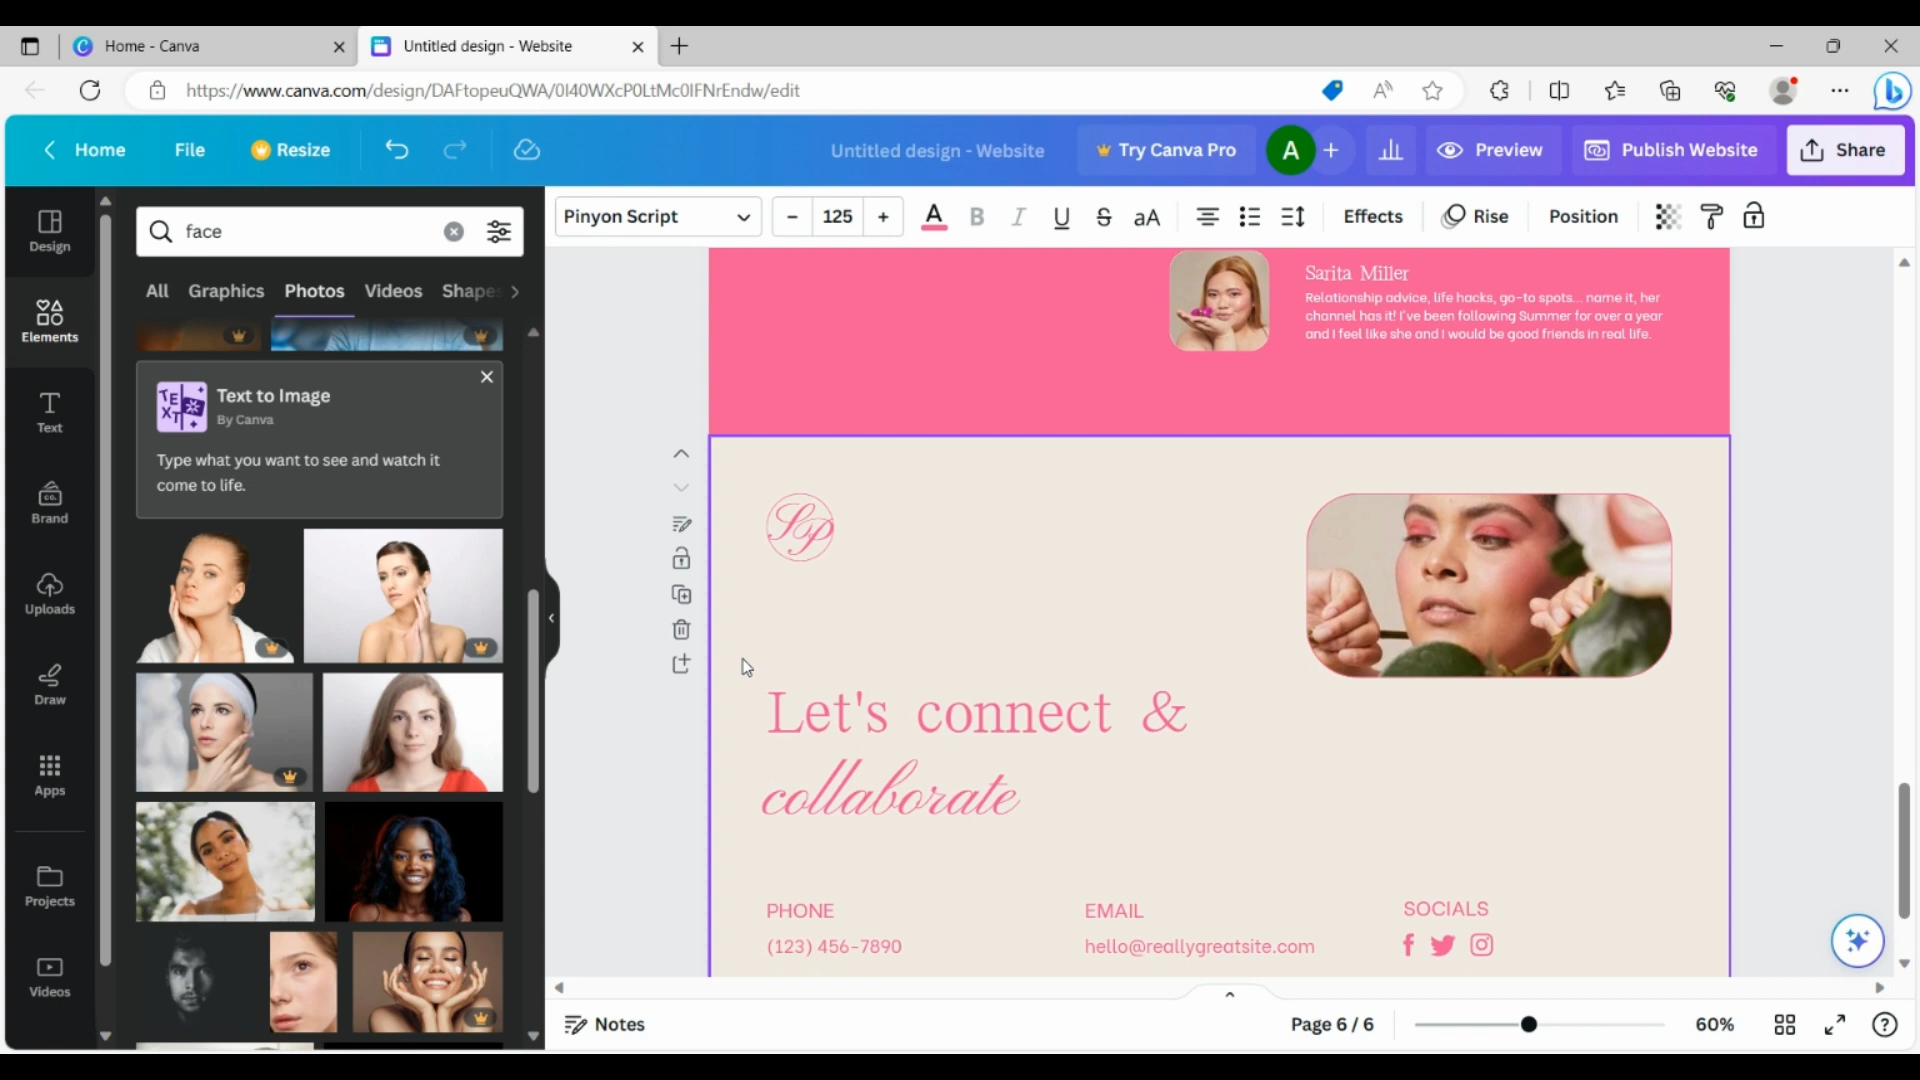 Home - Canva
Untitled design - Website
https://www.canva.com/design/DAFtopeuQWA/0I40WXcP0LtMc0IFNrEndw/edit
Home
File
Resize
Untitled design - Website
Try Canva Pro
A
Preview
Publish Website
Share
face
Pinyon Script
- 125 +
A B I U S aA
Effects
Rise
Position
Design
Elements
Text
Brand
Uploads
Draw
Apps
Projects
Videos
All Graphics Photos Videos Shapes
Text to Image
By Canva
Type what you want to see and watch it
come to life.
Sarita Miller
Relationship advice, life hacks, go-to spots... name it, her
channel has it! I've been following Summer for over a year
and I feel like she and I would be good friends in real life.
SP
Let's connect &
collaborate
PHONE
(123) 456-7890
EMAIL
hello@reallygreatsite.com
SOCIALS
Notes
Page 6 / 6
60%